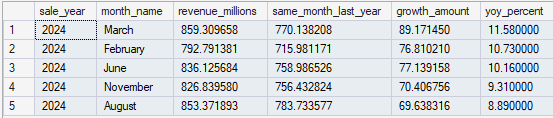 sale_year month_name revenue_millions same_month_last_year growth_amount yoy_percent
1 2024 March 859.309658 770.138208 89.171450 11.580000
2 2024 February 792.791381 715.981171 76.810210 10.730000
3 2024 June 836.125684 758.986526 77.139158 10.160000
4 2024 November 826.839580 756.432824 70.406756 9.310000
5 2024 August 853.371893 783.733577 69.638316 8.890000